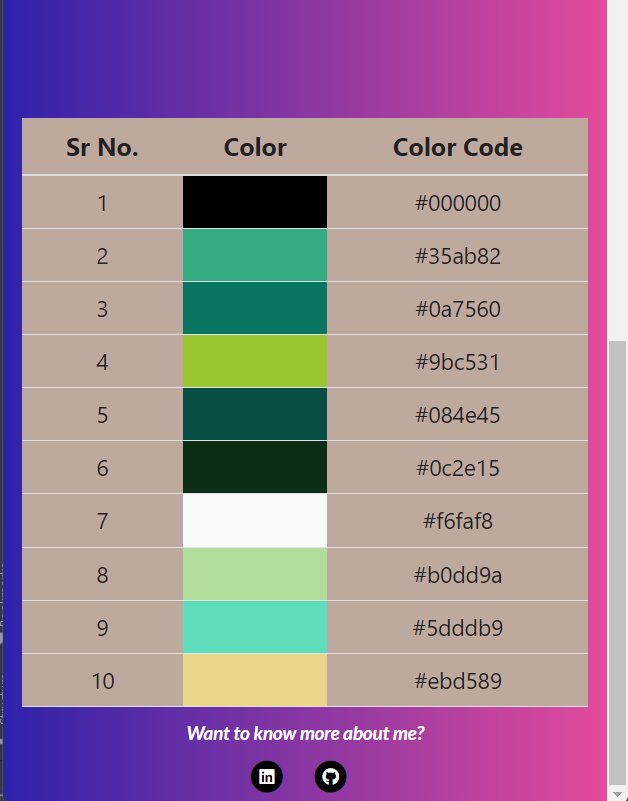 Sr No. Color Color Code
1 #000000
2 #35ab82
3 #0a7560
4 #9bc531
5 #084e45
6 #0c2e15
7 #f6faf8
8 #b0dd9a
9 #5dddb9
10 #ebd589
Want to know more about me?
in